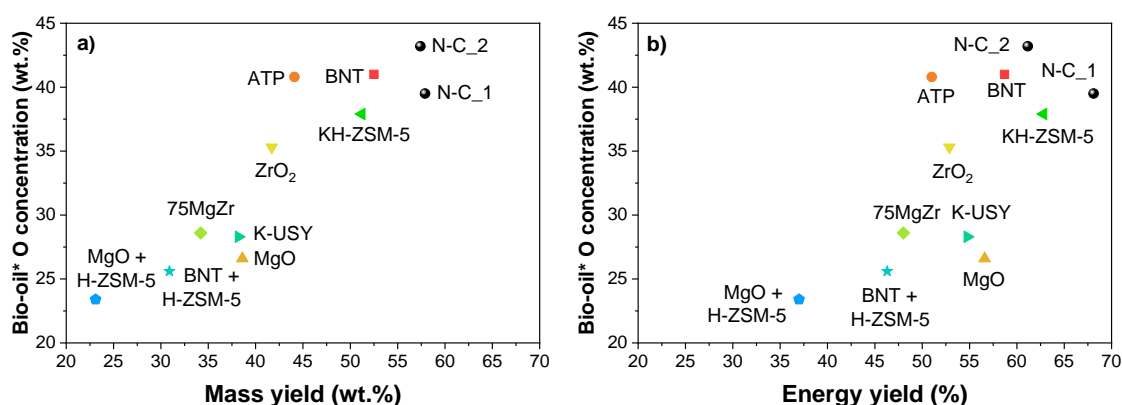 a)
Bio-oil* O concentration (wt.%)
45
40
35
30
25
20
N-C_2
ATP
BNT
N-C_1
KH-ZSM-5
ZrO2
75MgZr
K-USY
MgO
MgO +
H-ZSM-5
BNT +
H-ZSM-5
20 25 30 35 40 45 50 55 60 65 70
Mass yield (wt.%)
b)
Bio-oil* O concentration (wt.%)
45
40
35
30
25
20
N-C_2
N-C_1
ATP
BNT
KH-ZSM-5
ZrO2
75MgZr
K-USY
MgO
MgO +
H-ZSM-5
BNT +
H-ZSM-5
20 25 30 35 40 45 50 55 60 65 70
Energy yield (%)